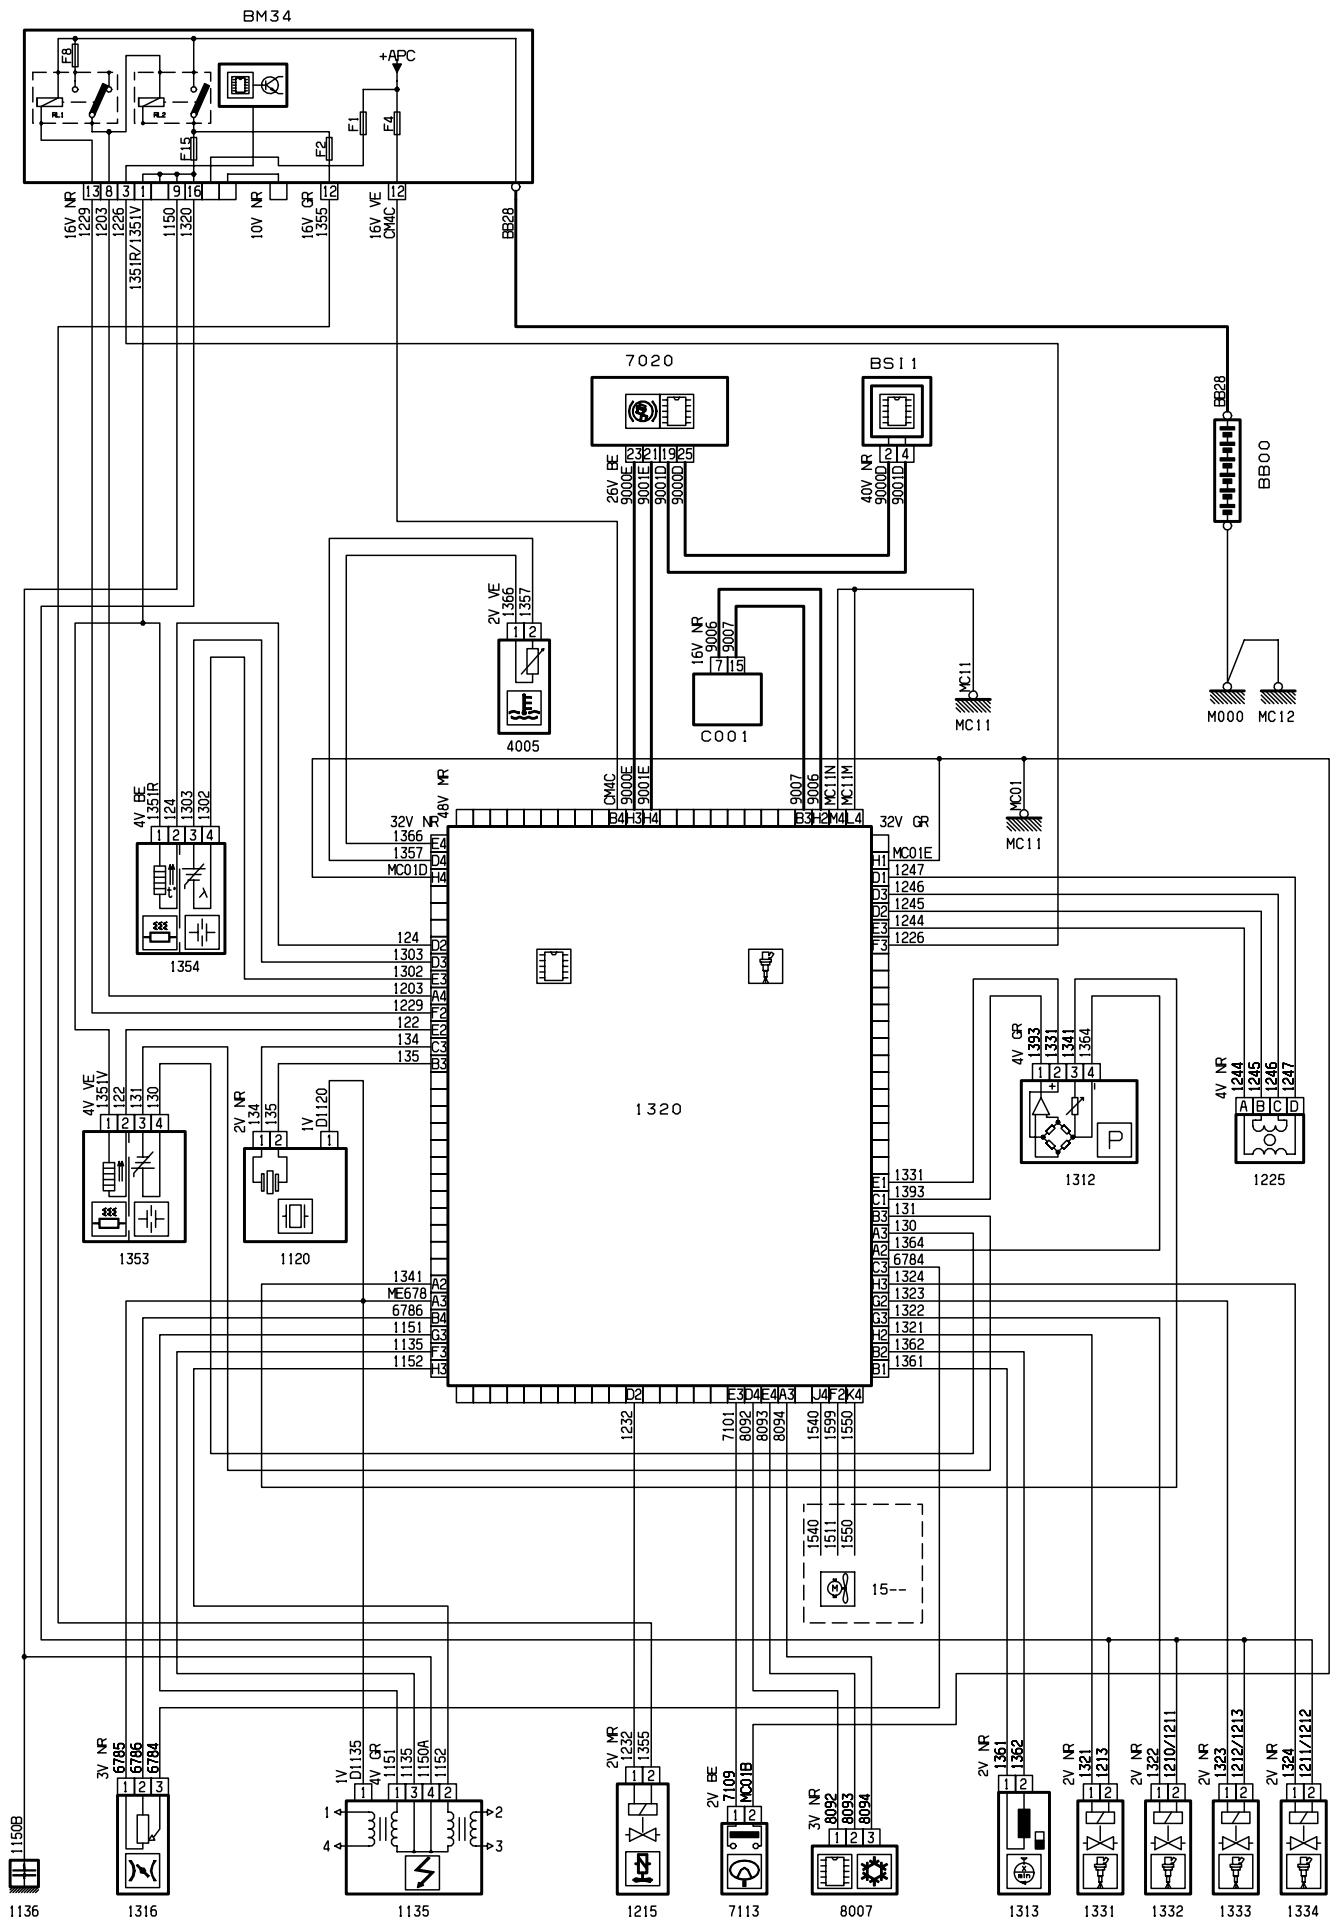 BM34
+APC
F8
RL1
RL2
F15
F2
F1
F4
13 8 3 1 9 16 12 12
16V NR
1229
1203
1226
1351R/1351V
1150
1320
10V NR
16V GR
1355
16V VE
CM4C
BB28
7020
BSI1
23 21 19 25
26V BE
9000E
9001E
9001D
9000D
2 4
40V NR
9000D
9001D
BB28
BB00
M000
MC12
2V VE
1366
1357
1 2
4005
16V NR
9006
9007
7 15
C001
MC11
MC11
MC01
MC11
4V BE
1351R
124
1303
1302
1 2 3 4
t°
λ
1354
48V MR
CM4C
9000E
9001E
9007
9006
MC11N
MC11M
B4 H3 H4 B3 H2 M4 L4
32V NR
32V GR
1366 E4
1357 D4
MC01D H4
124 D2
1303 D3
1302 E3
1203 A4
1229 F2
122 E2
134 C3
135 B3
1341 A2
ME678 A3
6786 B4
1151 G3
1135 F3
1152 H3
1320
H1 MC01E
D1 1247
D3 1246
D2 1245
E3 1244
F3 1226
E1 1331
C1 1393
B3 131
A3 130
A2 1364
C3 6784
H3 1324
G2 1323
G3 1322
H2 1321
B2 1362
B1 1361
4V VE
1351V
122
131
130
1 2 3 4
1353
2V NR
134
135
1V
D1120
1 2 1
1120
4V GR
1393
1331
1341
1364
1 2 3 4
+ -
P
1312
4V NR
1244
1245
1246
1247
A B C D
1225
D2 E3 D4 E4 A3 J4 F2 K4
1232
7101
8092
8093
8094
1540
1599
1550
1540
1511
1550
M
15--
1150B
1136
3V NR
6785
6786
6784
1 2 3
1316
1V
D1135
4V GR
1151
1135
1150A
1152
1 1 3 4 2
1 2
4 3
1135
2V MR
1232
1355
1 2
1215
2V BE
7109
MC01B
1 2
7113
3V NR
8092
8093
8094
1 2 3
8007
2V NR
1361
1362
1 2
x
min
1313
2V NR
1321
1213
1 2
1331
2V NR
1322
1210/1211
1 2
1332
2V NR
1323
1212/1213
1 2
1333
2V NR
1324
1211/1212
1 2
1334